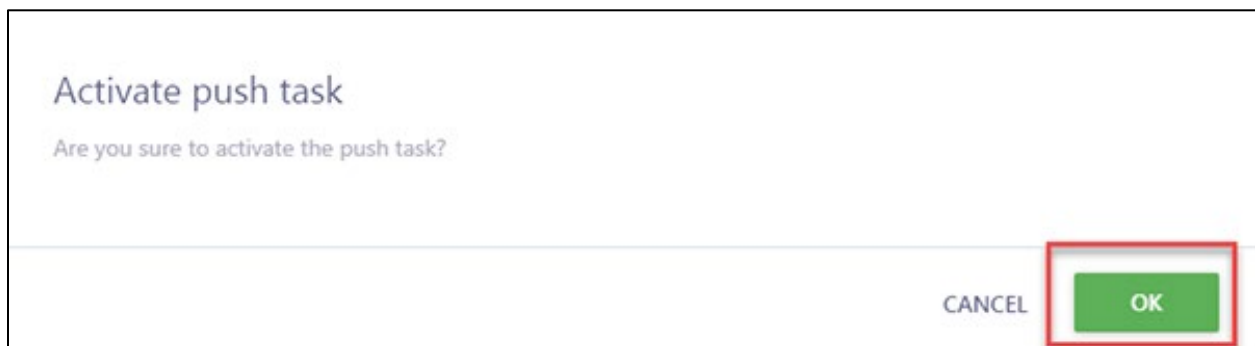 Activate push task
Are you sure to activate the push task?
CANCEL OK